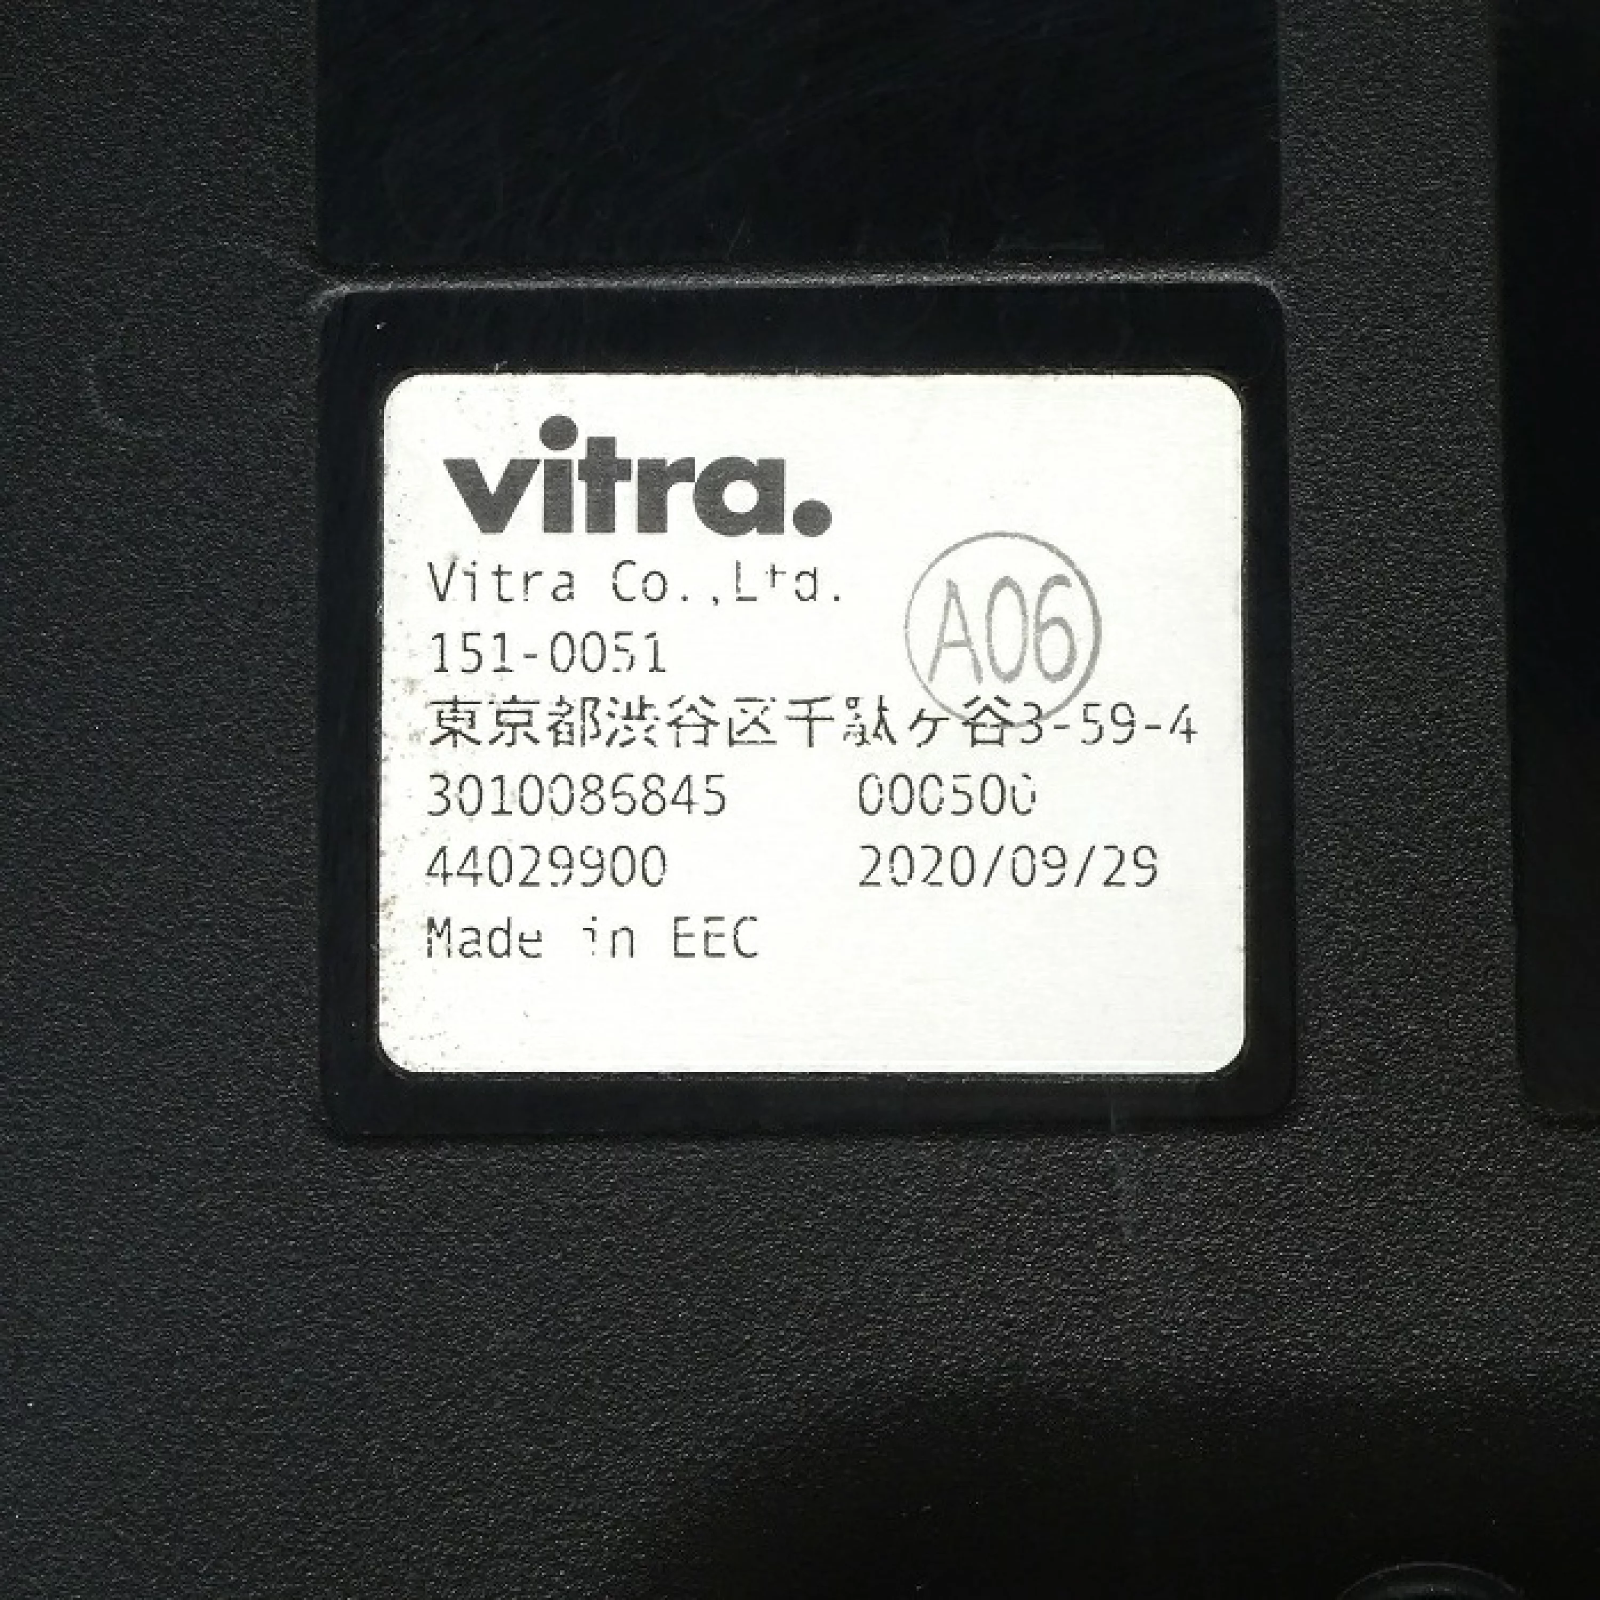 vitra.
Vitra Co.,Ltd.
A06
151-0051
東京都渋谷区千駄ヶ谷3-59-4
3010086845 000500
44029900 2020/09/29
Made in EEC